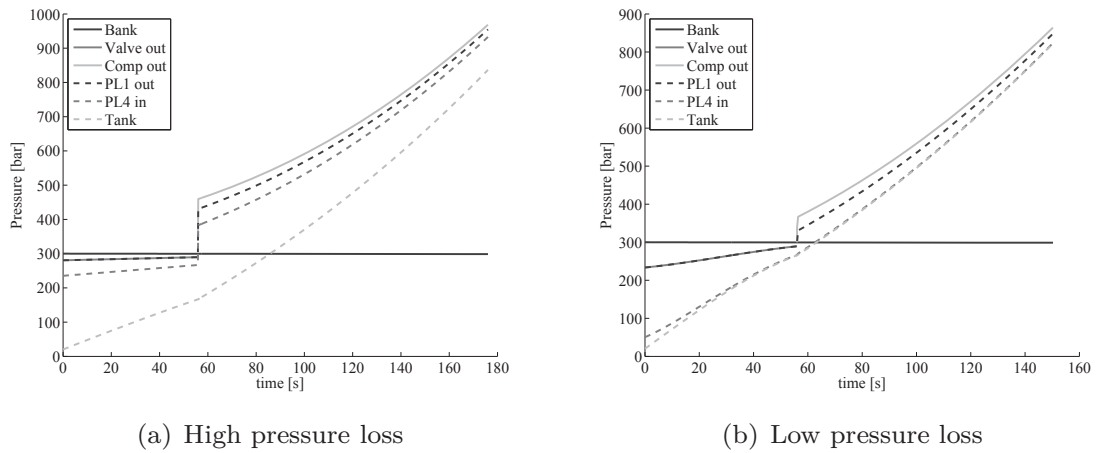 1000
900
800
700
600
500
400
300
200
100
0
Pressure [bar]
Bank
Valve out
Comp out
PL1 out
PL4 in
Tank
0 20 40 60 80 100 120 140 160 180
time [s]
(a) High pressure loss
900
800
700
600
500
400
300
200
100
0
Pressure [bar]
Bank
Valve out
Comp out
PL1 out
PL4 in
Tank
0 20 40 60 80 100 120 140 160
time [s]
(b) Low pressure loss